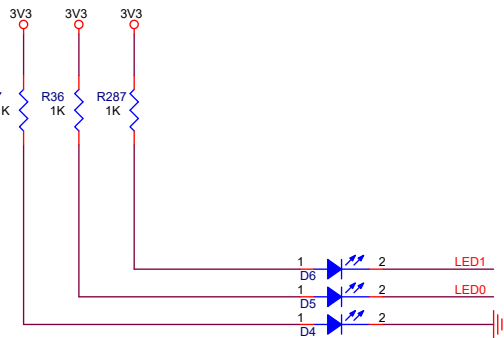 3V3 3V3 3V3
R36 R287
K 1K 1K
1 2 LED1
D6
1 2 LED0
D5
1 2
D4